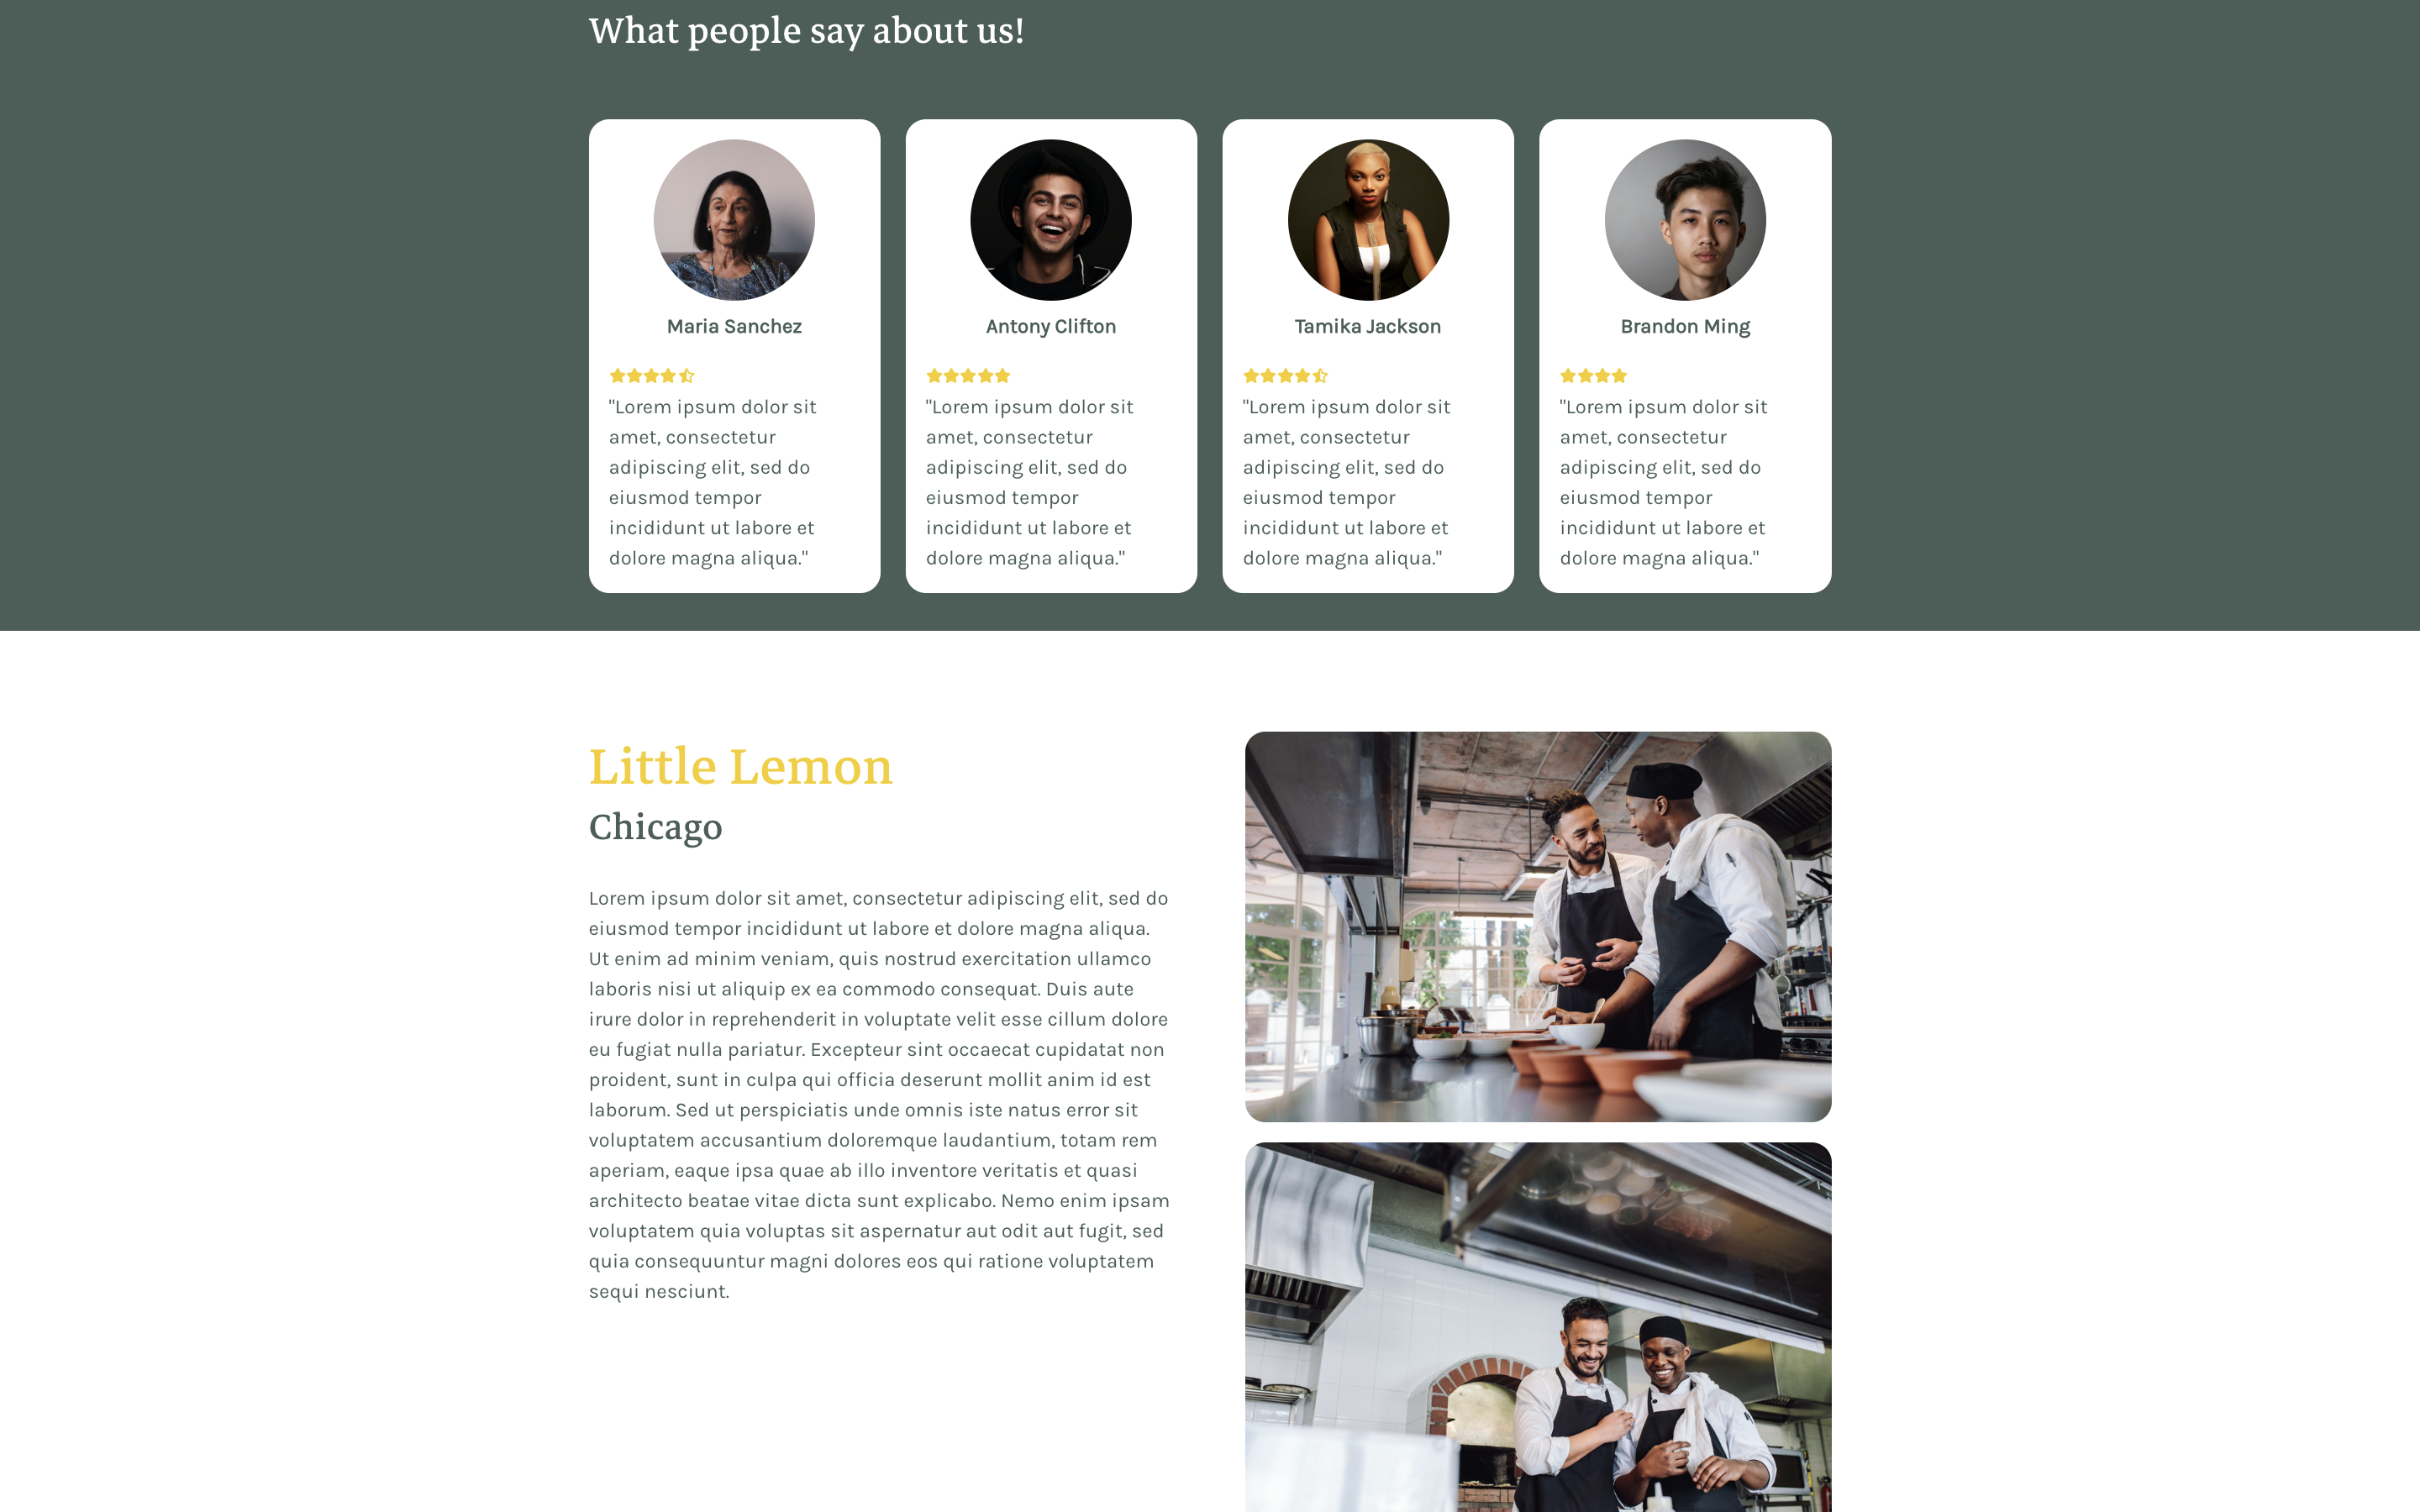 What people say about us!
Maria Sanchez
"Lorem ipsum dolor sit
amet, consectetur
adipiscing elit, sed do
eiusmod tempor
incididunt ut labore et
dolore magna aliqua."
Antony Clifton
"Lorem ipsum dolor sit
amet, consectetur
adipiscing elit, sed do
eiusmod tempor
incididunt ut labore et
dolore magna aliqua."
Tamika Jackson
"Lorem ipsum dolor sit
amet, consectetur
adipiscing elit, sed do
eiusmod tempor
incididunt ut labore et
dolore magna aliqua."
Brandon Ming
"Lorem ipsum dolor sit
amet, consectetur
adipiscing elit, sed do
eiusmod tempor
incididunt ut labore et
dolore magna aliqua."
Little Lemon
Chicago
Lorem ipsum dolor sit amet, consectetur adipiscing elit, sed do
eiusmod tempor incididunt ut labore et dolore magna aliqua.
Ut enim ad minim veniam, quis nostrud exercitation ullamco
laboris nisi ut aliquip ex ea commodo consequat. Duis aute
irure dolor in reprehenderit in voluptate velit esse cillum dolore
eu fugiat nulla pariatur. Excepteur sint occaecat cupidatat non
proident, sunt in culpa qui officia deserunt mollit anim id est
laborum. Sed ut perspiciatis unde omnis iste natus error sit
voluptatem accusantium doloremque laudantium, totam rem
aperiam, eaque ipsa quae ab illo inventore veritatis et quasi
architecto beatae vitae dicta sunt explicabo. Nemo enim ipsam
voluptatem quia voluptas sit aspernatur aut odit aut fugit, sed
quia consequuntur magni dolores eos qui ratione voluptatem
sequi nesciunt.